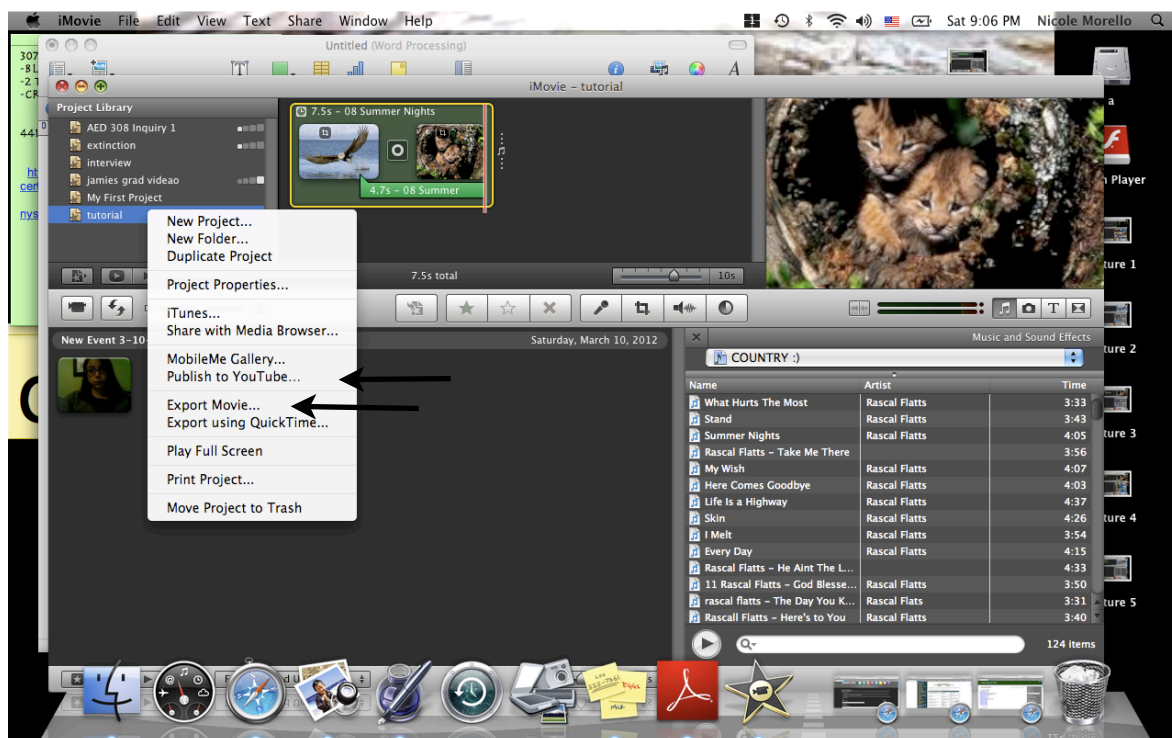 iMovie File Edit View Text Share Window Help
Sat 9:06 PM Nicole Morello
307
-BL
-2T
-CR
441
ht
cert
nys
Untitled (Word Processing)
iMovie – tutorial
Project Library
AED 308 Inquiry 1
extinction
interview
jamies grad videao
My First Project
tutorial
7.5s – 08 Summer Nights
4.7s – 08 Summer
7.5s total
10s
New Project...
New Folder...
Duplicate Project
Project Properties...
iTunes...
Share with Media Browser...
MobileMe Gallery...
Publish to YouTube...
Export Movie...
Export using QuickTime...
Play Full Screen
Print Project...
Move Project to Trash
New Event 3-10-
Saturday, March 10, 2012
Music and Sound Effects
COUNTRY :)
Name Artist Time
What Hurts The Most Rascal Flatts 3:33
Stand Rascal Flatts 3:43
Summer Nights Rascal Flatts 4:05
Rascal Flatts – Take Me There 3:56
My Wish Rascal Flatts 4:07
Here Comes Goodbye Rascal Flatts 4:03
Life Is a Highway Rascal Flatts 4:37
Skin Rascal Flatts 4:26
I Melt Rascal Flatts 3:54
Every Day Rascal Flatts 4:15
Rascal Flatts – He Aint The L... 4:33
11 Rascal Flatts – God Blesse... Rascal Flatts 3:50
rascal flatts – The Day You K... Rascal Flats 3:31
Rascall Flatts – Here's to You Rascal Flatts 3:40
124 items
a
Player
ture 1
ture 2
ture 3
ture 4
ture 5